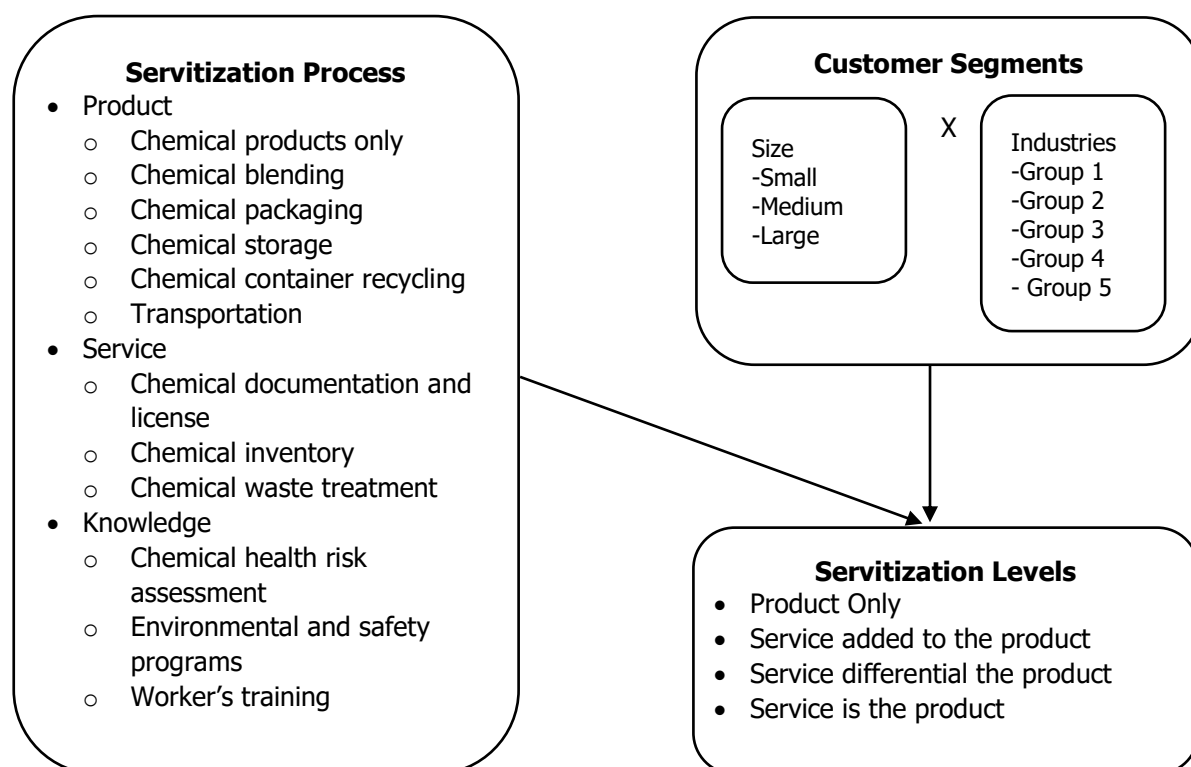 Servitization Process
• Product
o Chemical products only
o Chemical blending
o Chemical packaging
o Chemical storage
o Chemical container recycling
o Transportation
• Service
o Chemical documentation and
license
o Chemical inventory
o Chemical waste treatment
• Knowledge
o Chemical health risk
assessment
o Environmental and safety
programs
o Worker’s training
Customer Segments
Size
-Small
-Medium
-Large
X
Industries
-Group 1
-Group 2
-Group 3
-Group 4
- Group 5
Servitization Levels
• Product Only
• Service added to the product
• Service differential the product
• Service is the product